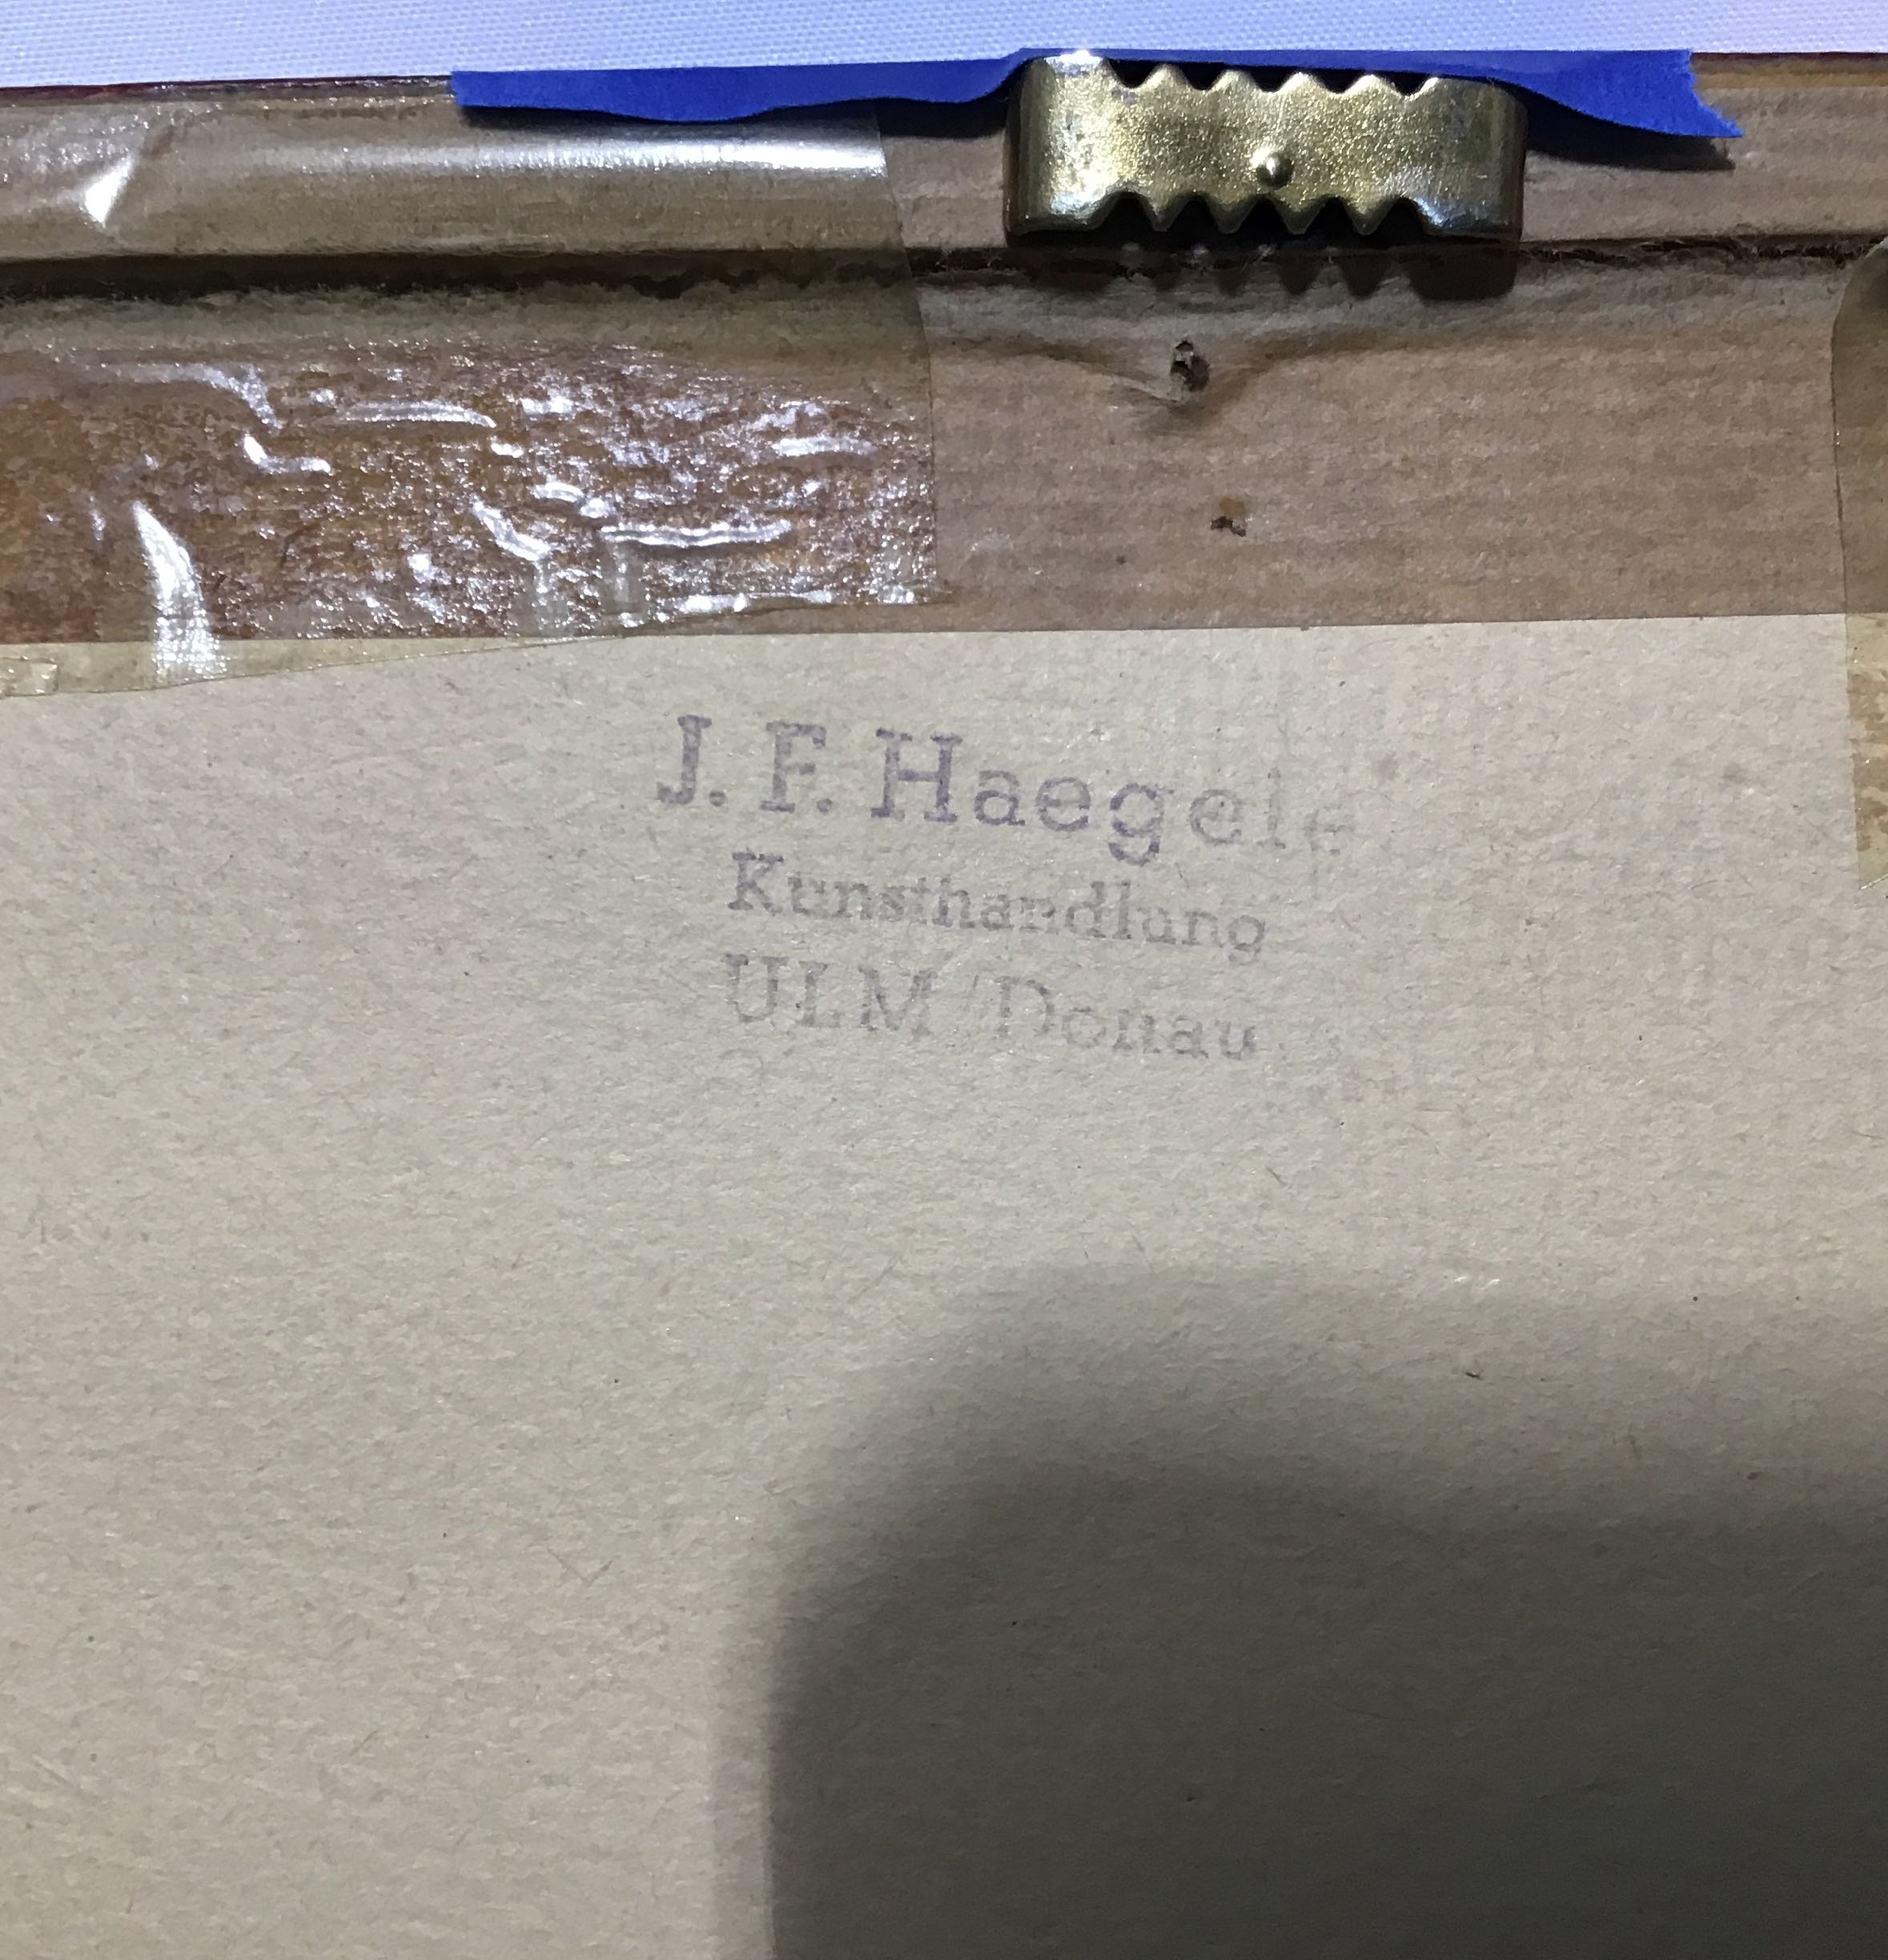 J. F. Haegele
Kunsthandlung
ULM/Donau